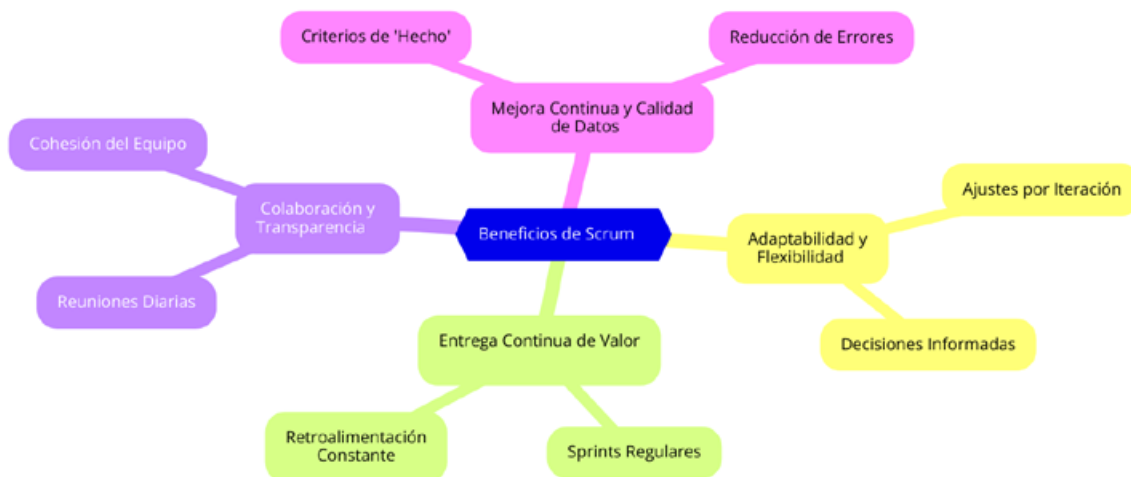 Criterios de 'Hecho'
Reducción de Errores
Mejora Continua y Calidad
de Datos
Cohesión del Equipo
Colaboración y
Transparencia
Reuniones Diarias
Beneficios de Scrum
Ajustes por Iteración
Adaptabilidad y
Flexibilidad
Decisiones Informadas
Entrega Continua de Valor
Retroalimentación
Constante
Sprints Regulares